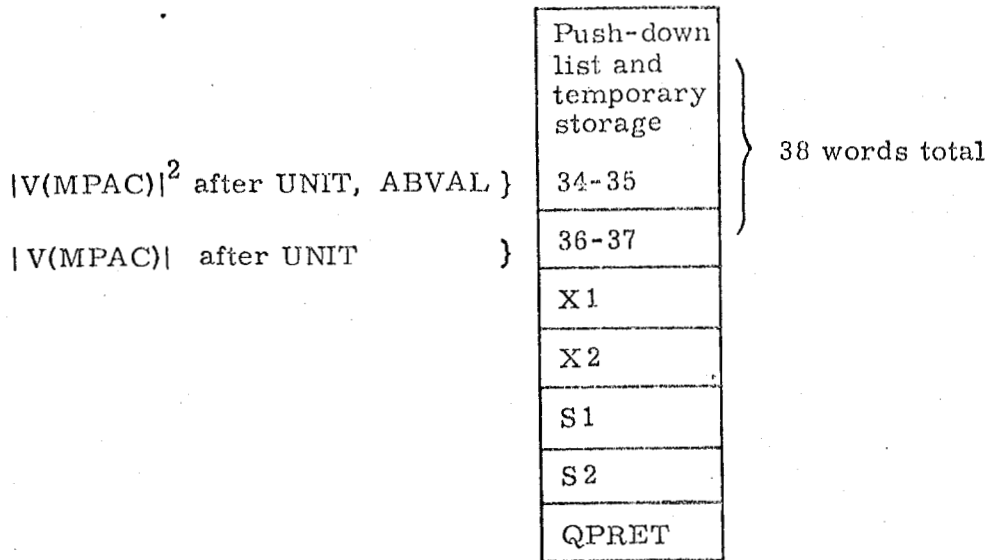 Push-down
list and
temporary
storage
38 words total
|V(MPAC)|² after UNIT, ABVAL }
34-35
36-37
|V(MPAC)| after UNIT }
X1
X2
S1
S2
QPRET